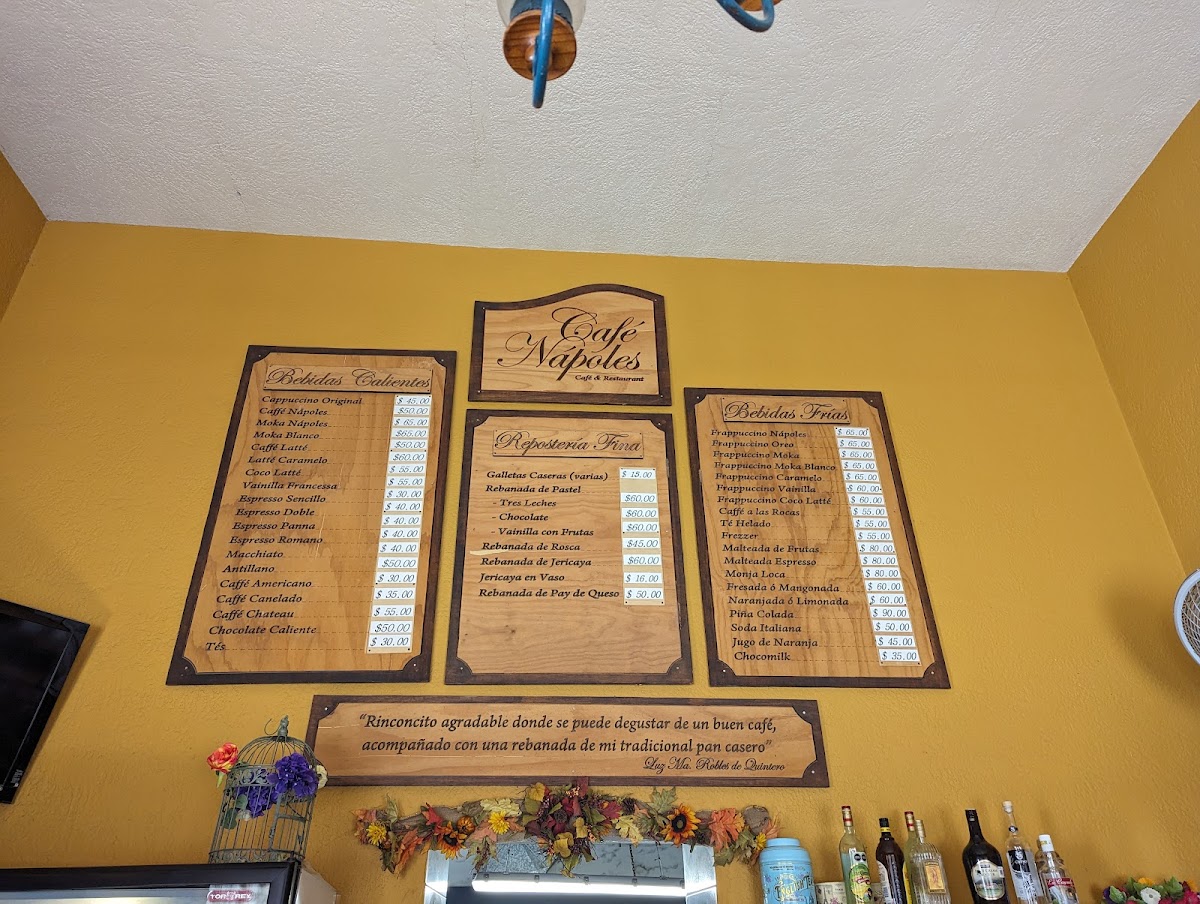 Café
Nápoles
Café & Restaurant
Bebidas Calientes
Cappuccino Original $ 45.00
Caffé Nápoles $50.00
Moka Nápoles $ 65.00
Moka Blanco $65.00
Caffé Latté $50.00
Latté Caramelo $60.00
Coco Latté $ 55.00
Vainilla Francessa $ 55.00
Espresso Sencillo $ 30.00
Espresso Doble $ 40.00
Espresso Panna $ 40.00
Espresso Romano $ 40.00
Macchiato $ 40.00
Antillano $50.00
Caffé Americano $ 30.00
Caffé Canelado $ 35.00
Caffé Chateau $ 55.00
Chocolate Caliente $50.00
Tés $ 30.00
Repostería Fina
Galletas Caseras (varias) $ 15.00
Rebanada de Pastel
- Tres Leches $60.00
- Chocolate $60.00
- Vainilla con Frutas $60.00
Rebanada de Rosca $45.00
Rebanada de Jericaya $60.00
Jericaya en Vaso $ 16.00
Rebanada de Pay de Queso $ 50.00
Bebidas Frías
Frappuccino Nápoles $ 65.00
Frappuccino Oreo $ 65.00
Frappuccino Moka $ 65.00
Frappuccino Moka Blanco $ 65.00
Frappuccino Caramelo $ 65.00
Frappuccino Vainilla $ 60.00
Frappuccino Coco Latté $ 60.00
Caffé a las Rocas $ 55.00
Té Helado $ 55.00
Frezzer $ 55.00
Malteada de Frutas $ 80.00
Malteada Espresso $ 80.00
Monja Loca $ 80.00
Fresada ó Mangonada $ 60.00
Naranjada ó Limonada $ 60.00
Piña Colada $ 90.00
Soda Italiana $ 50.00
Jugo de Naranja $ 45.00
Chocomilk $ 35.00
“Rinconcito agradable donde se puede degustar de un buen café,
acompañado con una rebanada de mi tradicional pan casero”
Luz Ma. Robles de Quintero
TOR REX